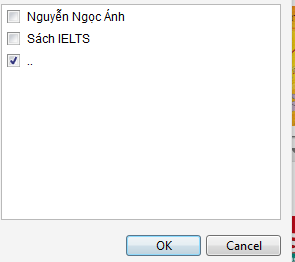 Nguyễn Ngọc Ánh
Sách IELTS
..
OK
Cancel